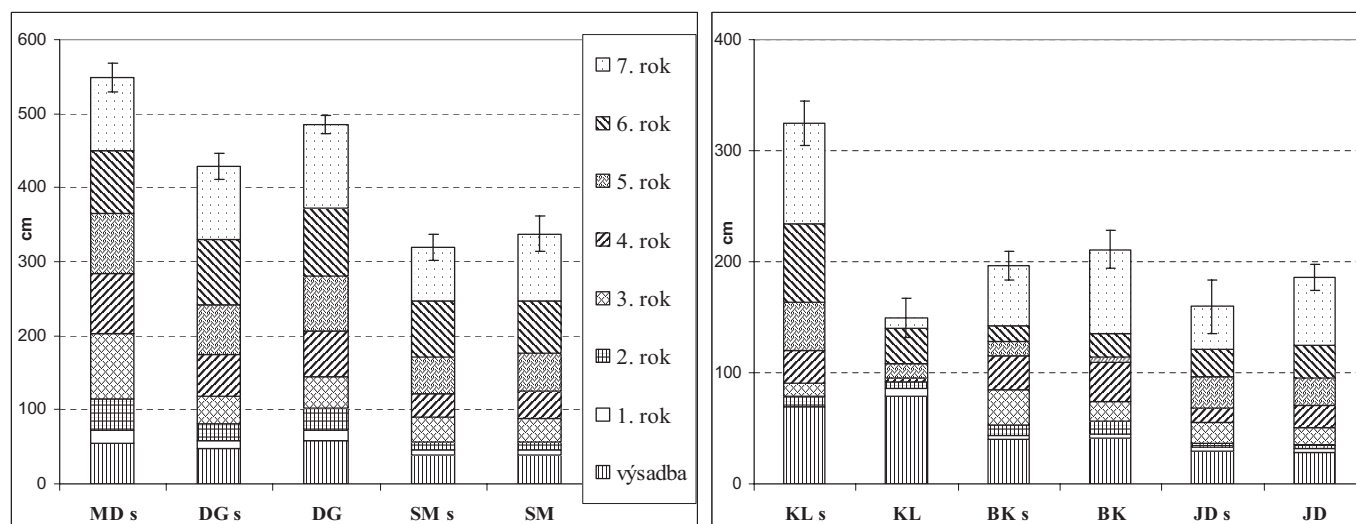 600
500
400
300
200
100
0
cm
MD s DG s DG SM s SM
7. rok
6. rok
5. rok
4. rok
3. rok
2. rok
1. rok
výsadba
400
300
200
100
0
cm
KL s KL BK s BK JD s JD